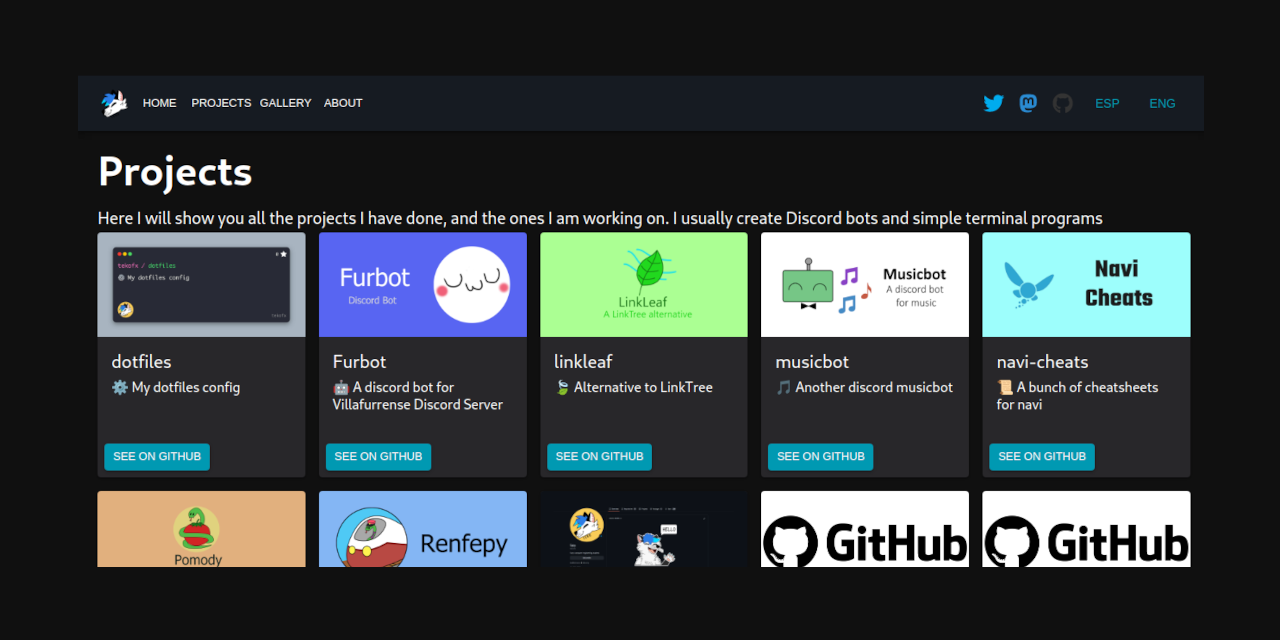 HOME PROJECTS GALLERY ABOUT ESP ENG
Projects
Here I will show you all the projects I have done, and the ones I am working on. I usually create Discord bots and simple terminal programs
tekofx / dotfiles
My dotfiles config
Furbot
Discord Bot
LinkLeaf
A LinkTree alternative
Musicbot
A discord bot
for music
Navi
Cheats
dotfiles
⚙️ My dotfiles config
Furbot
🤖 A discord bot for
Villafurrense Discord Server
linkleaf
🍃 Alternative to LinkTree
musicbot
🎵 Another discord musicbot
navi-cheats
📜 A bunch of cheatsheets
for navi
SEE ON GITHUB
SEE ON GITHUB
SEE ON GITHUB
SEE ON GITHUB
SEE ON GITHUB
Pomody
Renfepy
HELLO
GitHub
GitHub